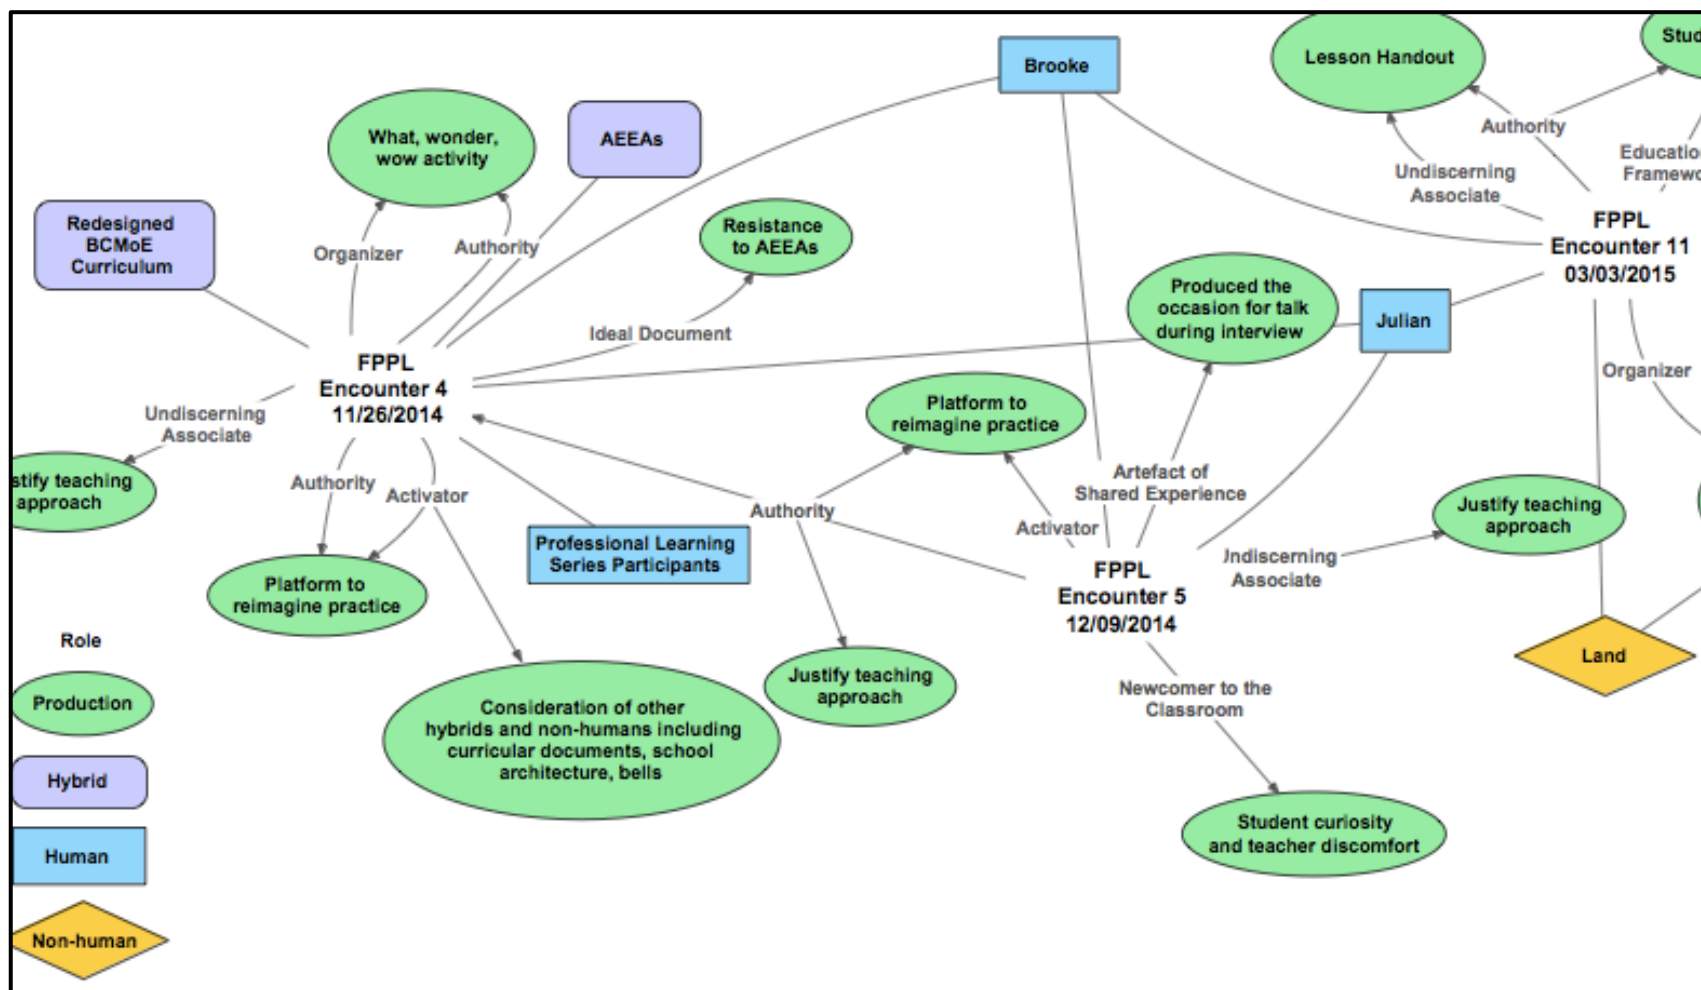 Brooke
Lesson Handout
What, wonder,
wow activity
AEEAs
Authority
Undiscerning
Associate
Redesigned
BCMoE
Curriculum
Organizer
Authority
Resistance
to AEEAs
FPPL
Encounter 11
03/03/2015
Produced the
occasion for talk
during interview
Julian
Ideal Document
FPPL
Encounter 4
11/26/2014
Organizer
Undiscerning
Associate
Platform to
reimagine practice
Artefact of
Shared Experience
approach
Authority
Activator
Authority
Activator
Justify teaching
approach
Professional Learning
Series Participants
Associate
FPPL
Encounter 5
12/09/2014
Platform to
reimagine practice
Role
Land
Justify teaching
approach
Newcomer to the
Classroom
Production
Consideration of other
hybrids and non-humans including
curricular documents, school
architecture, bells
Hybrid
Student curiosity
and teacher discomfort
Human
Non-human